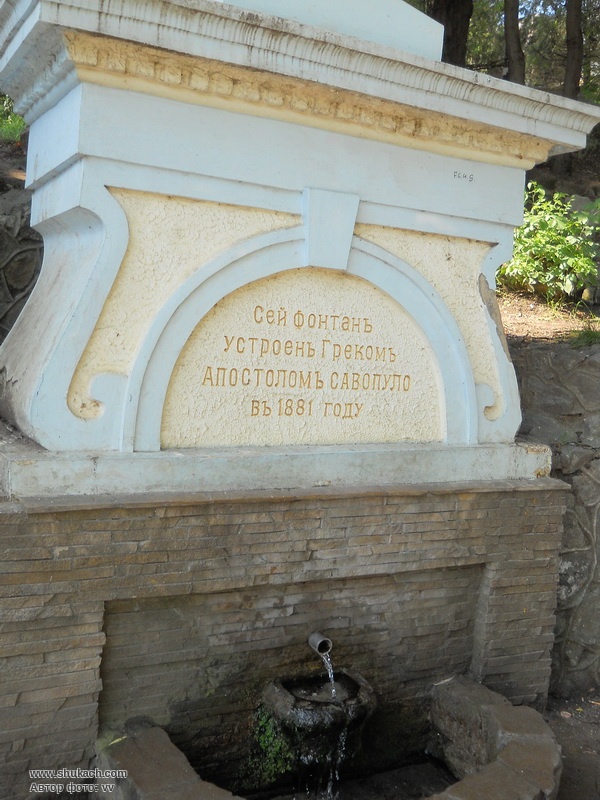 Сей фонтанъ
устроенъ Грекомъ
Апостоломъ Савопуло
въ 1881 году
www.shukach.com
Автор фото: vv